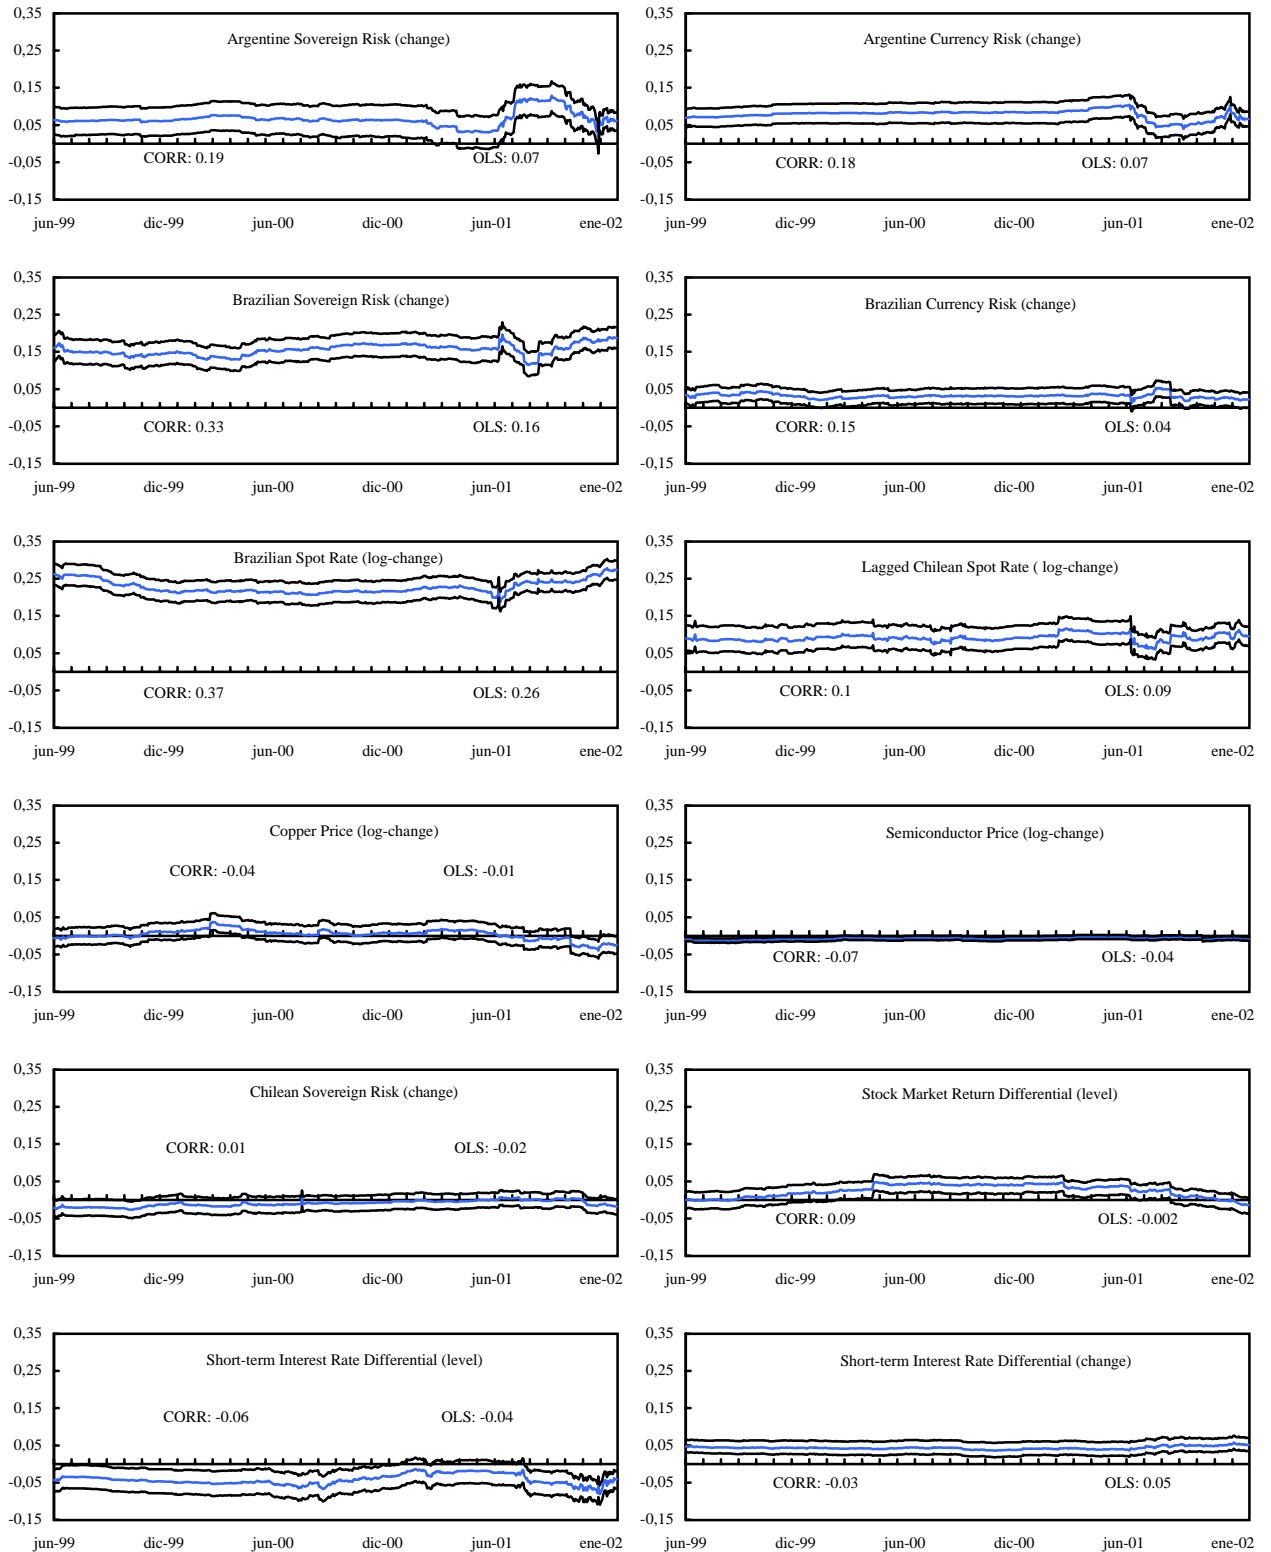 0,35
0,25
0,15
0,05
-0,05
-0,15
Argentine Sovereign Risk (change)
CORR: 0.19 OLS: 0.07
jun-99 dic-99 jun-00 dic-00 jun-01 ene-02
0,35
0,25
0,15
0,05
-0,05
-0,15
Argentine Currency Risk (change)
CORR: 0.18 OLS: 0.07
jun-99 dic-99 jun-00 dic-00 jun-01 ene-02
0,35
0,25
0,15
0,05
-0,05
-0,15
Brazilian Sovereign Risk (change)
CORR: 0.33 OLS: 0.16
jun-99 dic-99 jun-00 dic-00 jun-01 ene-02
0,35
0,25
0,15
0,05
-0,05
-0,15
Brazilian Currency Risk (change)
CORR: 0.15 OLS: 0.04
jun-99 dic-99 jun-00 dic-00 jun-01 ene-02
0,35
0,25
0,15
0,05
-0,05
-0,15
Brazilian Spot Rate (log-change)
CORR: 0.37 OLS: 0.26
jun-99 dic-99 jun-00 dic-00 jun-01 ene-02
0,35
0,25
0,15
0,05
-0,05
-0,15
Lagged Chilean Spot Rate ( log-change)
CORR: 0.1 OLS: 0.09
jun-99 dic-99 jun-00 dic-00 jun-01 ene-02
0,35
0,25
0,15
0,05
-0,05
-0,15
Copper Price (log-change)
CORR: -0.04 OLS: -0.01
jun-99 dic-99 jun-00 dic-00 jun-01 ene-02
0,35
0,25
0,15
0,05
-0,05
-0,15
Semiconductor Price (log-change)
CORR: -0.07 OLS: -0.04
jun-99 dic-99 jun-00 dic-00 jun-01 ene-02
0,35
0,25
0,15
0,05
-0,05
-0,15
Chilean Sovereign Risk (change)
CORR: 0.01 OLS: -0.02
jun-99 dic-99 jun-00 dic-00 jun-01 ene-02
0,35
0,25
0,15
0,05
-0,05
-0,15
Stock Market Return Differential (level)
CORR: 0.09 OLS: -0.002
jun-99 dic-99 jun-00 dic-00 jun-01 ene-02
0,35
0,25
0,15
0,05
-0,05
-0,15
Short-term Interest Rate Differential (level)
CORR: -0.06 OLS: -0.04
jun-99 dic-99 jun-00 dic-00 jun-01 ene-02
0,35
0,25
0,15
0,05
-0,05
-0,15
Short-term Interest Rate Differential (change)
CORR: -0.03 OLS: 0.05
jun-99 dic-99 jun-00 dic-00 jun-01 ene-02